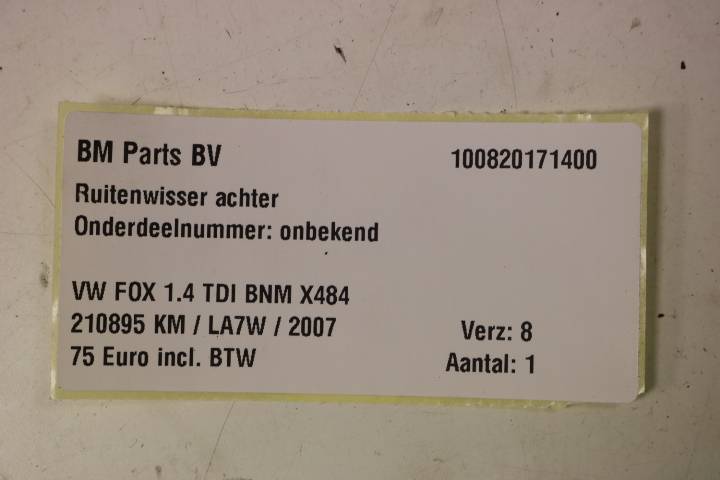 BM Parts BV 100820171400
Ruitenwisser achter
Onderdeelnummer: onbekend
VW FOX 1.4 TDI BNM X484
210895 KM / LA7W / 2007 Verz: 8
75 Euro incl. BTW Aantal: 1